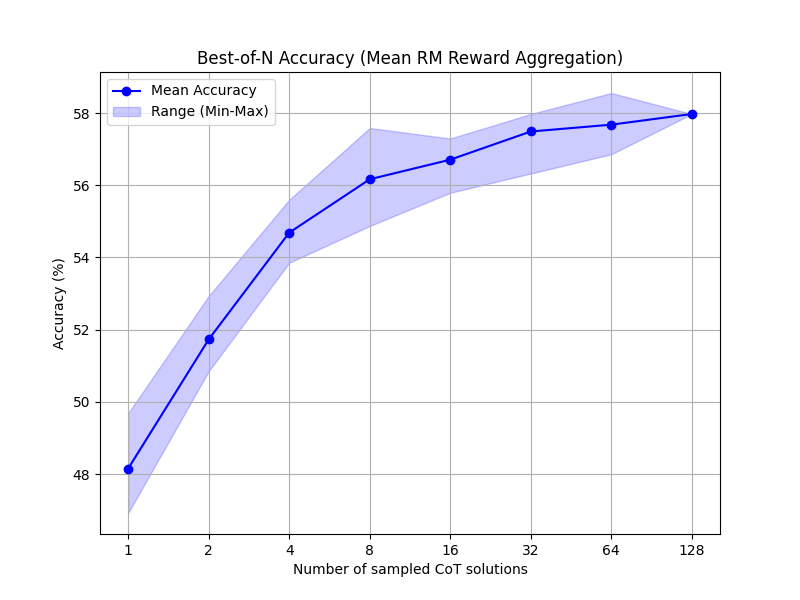 Best-of-N Accuracy (Mean RM Reward Aggregation)
Mean Accuracy
Range (Min-Max)
58
56
54
52
50
48
Accuracy (%)
1 2 4 8 16 32 64 128
Number of sampled CoT solutions